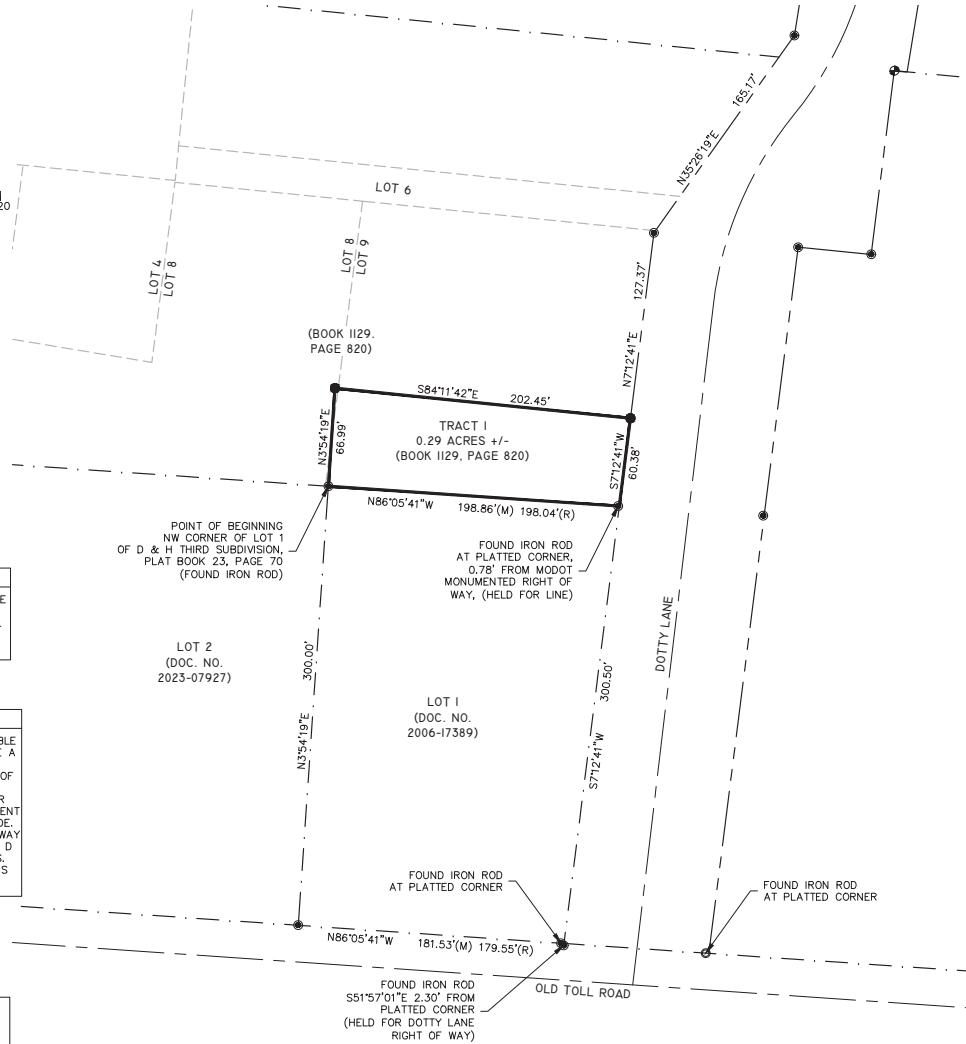 165.17'
N35°26'19"E
20
LOT 6
LOT 8
LOT 9
LOT 4
LOT 8
127.37'
N7°12'41"E
(BOOK 1129.
PAGE 820)
S84°11'42"E 202.45'
TRACT 1
0.29 ACRES +/-
(BOOK 1129, PAGE 820)
N3°54'19"E
66.99'
S7°12'41"W
60.38'
N86°05'41"W 198.86'(M) 198.04'(R)
POINT OF BEGINNING
NW CORNER OF LOT 1
OF D & H THIRD SUBDIVISION,
PLAT BOOK 23, PAGE 70
(FOUND IRON ROD)
FOUND IRON ROD
AT PLATTED CORNER,
0.78' FROM MODOT
MONUMENTED RIGHT OF
WAY, (HELD FOR LINE)
E
LOT 2
(DOC. NO.
2023-07927)
300.00'
N3°54'19"E
LOT 1
(DOC. NO.
2006-17389)
300.50'
S7°12'41"W
DOTTY LANE
BLE
E A
OF
R
ENT
DE.
WAY
D
S.
S
FOUND IRON ROD
AT PLATTED CORNER
FOUND IRON ROD
AT PLATTED CORNER
N86°05'41"W 181.53'(M) 179.55'(R)
FOUND IRON ROD
S51°57'01"E 2.30' FROM
PLATTED CORNER
(HELD FOR DOTTY LANE
RIGHT OF WAY)
OLD TOLL ROAD